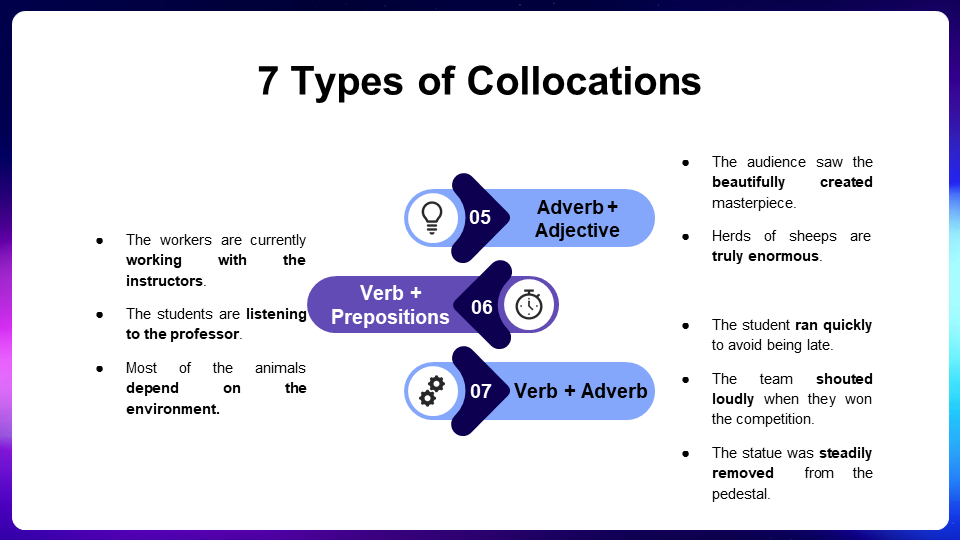 7 Types of Collocations
05
Adverb +
Adjective
● The audience saw the
beautifully created
masterpiece.
● Herds of sheeps are
truly enormous.
06
Verb +
Prepositions
● The workers are currently
working with the
instructors.
● The students are listening
to the professor.
● Most of the animals
depend on the
environment.
07
Verb + Adverb
● The student ran quickly
to avoid being late.
● The team shouted
loudly when they won
the competition.
● The statue was steadily
removed from the
pedestal.